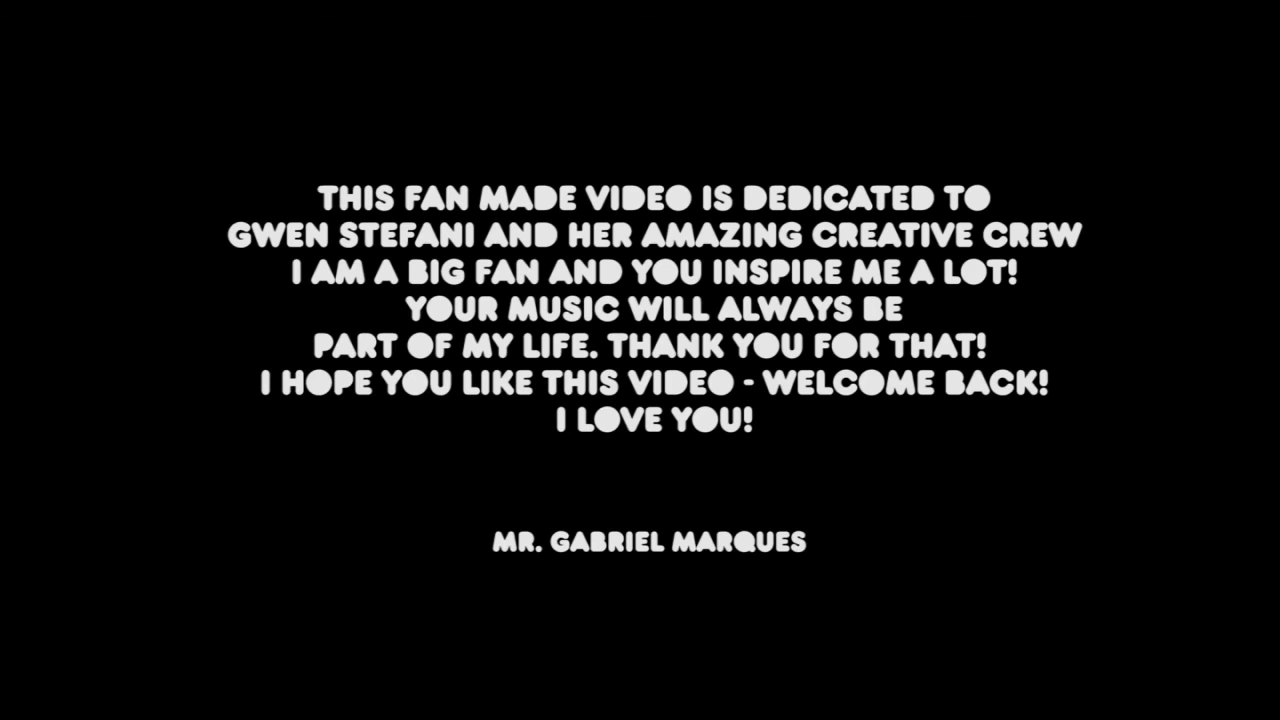 THIS FAN MADE VIDEO IS DEDICATED TO
GWEN STEFANI AND HER AMAZING CREATIVE CREW
I AM A BIG FAN AND YOU INSPIRE ME A LOT!
YOUR MUSIC WILL ALWAYS BE
PART OF MY LIFE. THANK YOU FOR THAT!
I HOPE YOU LIKE THIS VIDEO - WELCOME BACK!
I LOVE YOU!
MR. GABRIEL MARQUES